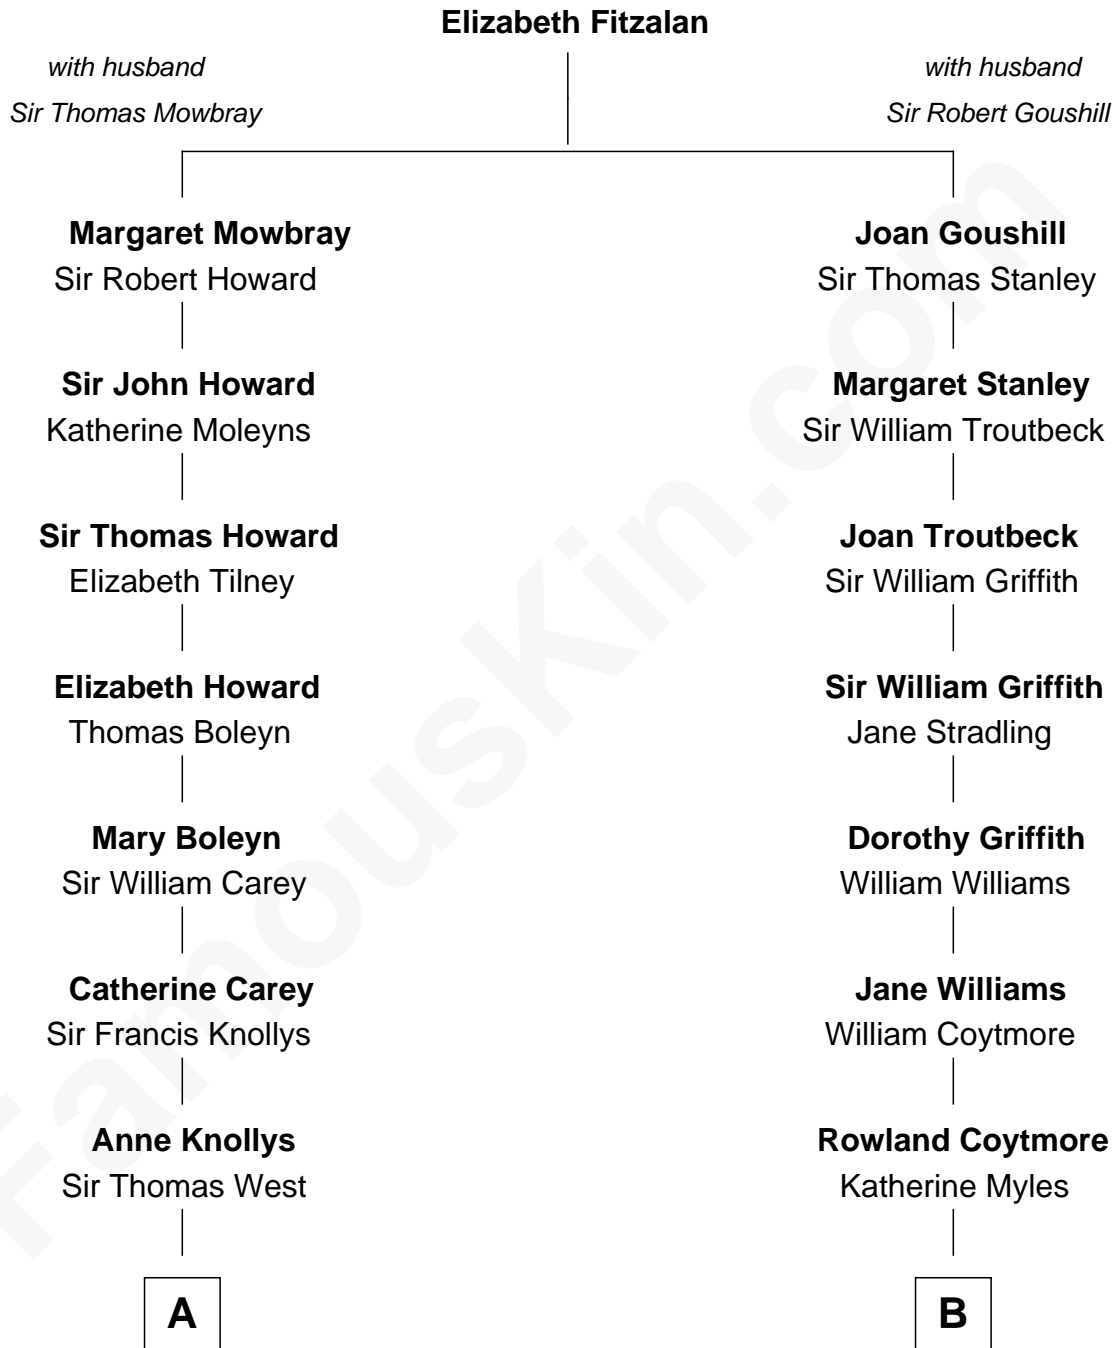 Elizabeth Fitzalan
with husband
Sir Thomas Mowbray
with husband
Sir Robert Goushill
Margaret Mowbray
Sir Robert Howard
Joan Goushill
Sir Thomas Stanley
Sir John Howard
Katherine Moleyns
Margaret Stanley
Sir William Troutbeck
Sir Thomas Howard
Elizabeth Tilney
Joan Troutbeck
Sir William Griffith
Elizabeth Howard
Thomas Boleyn
Sir William Griffith
Jane Stradling
Mary Boleyn
Sir William Carey
Dorothy Griffith
William Williams
Catherine Carey
Sir Francis Knollys
Jane Williams
William Coytmore
Anne Knollys
Sir Thomas West
Rowland Coytmore
Katherine Myles
A
B
FamousKin.com